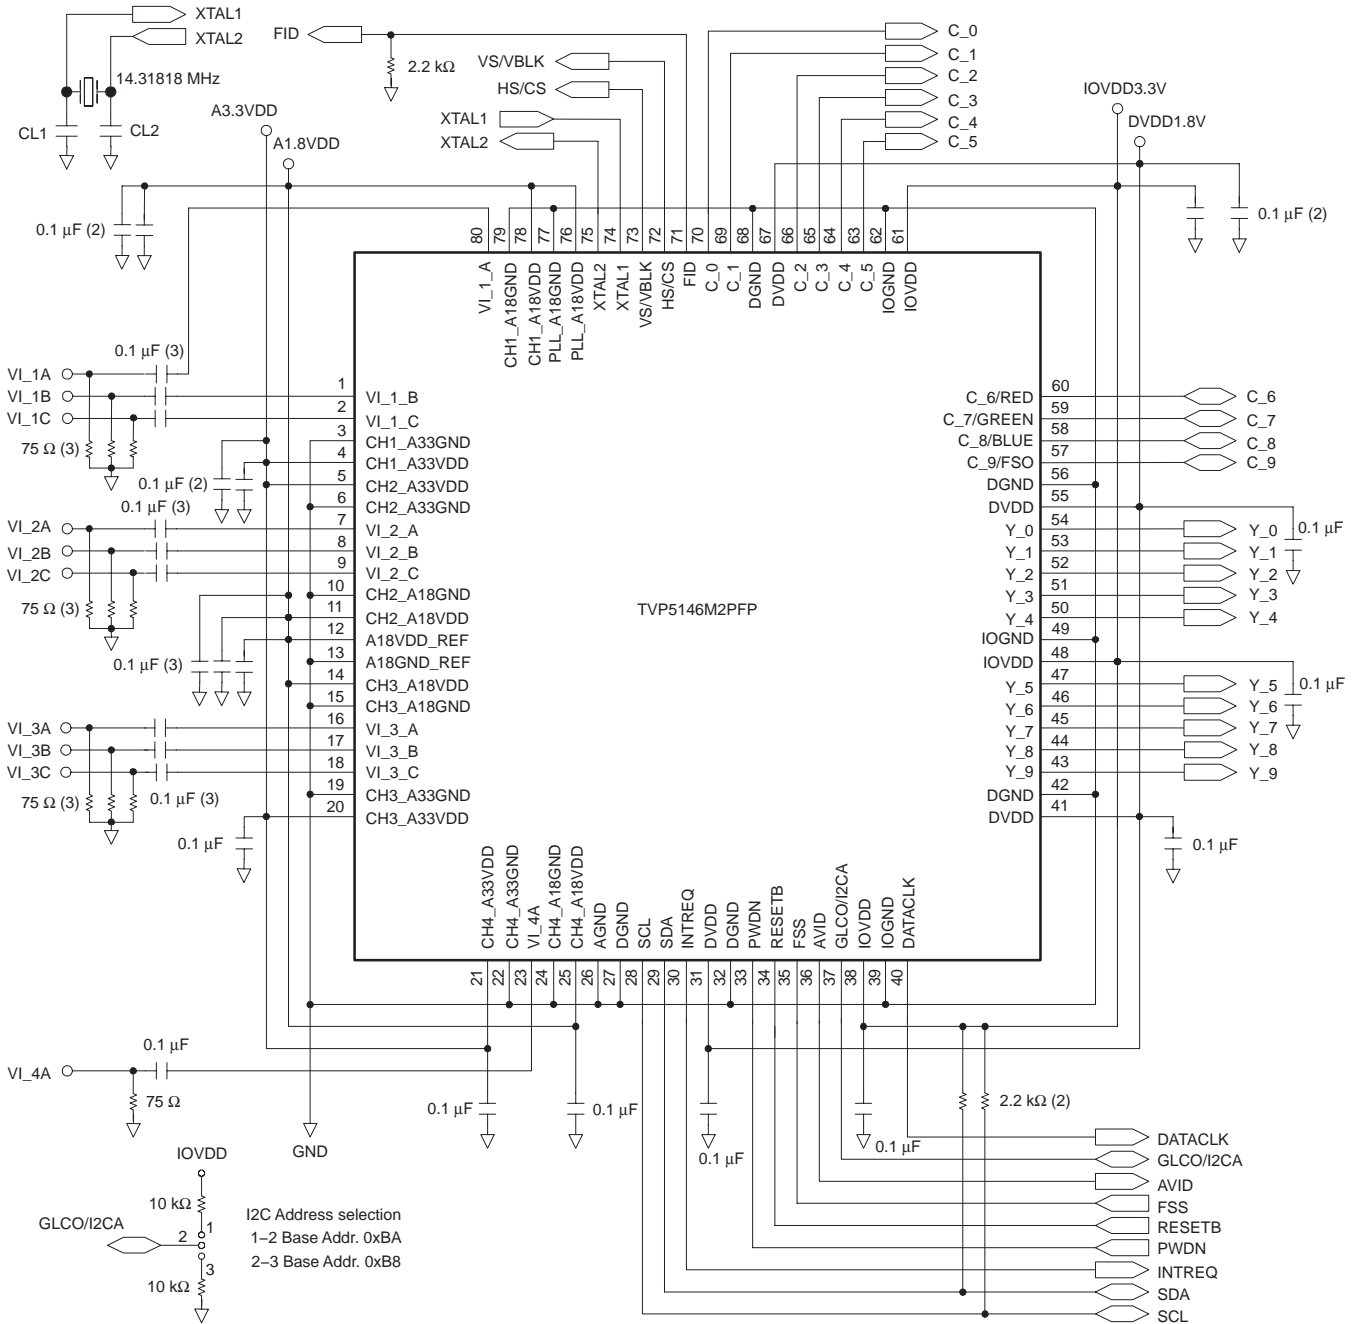 XTAL1
XTAL2
14.31818 MHz
CL1
CL2
FID
2.2 kΩ
VS/VBLK
HS/CS
XTAL1
XTAL2
C_0
C_1
C_2
C_3
C_4
C_5
A3.3VDD
A1.8VDD
IOVDD3.3V
DVDD1.8V
0.1 µF (2)
0.1 µF (2)
80
79
78
77
76
75
74
73
72
71
70
69
68
67
66
65
64
63
62
61
VI_1_A
CH1_A18GND
CH1_A18VDD
PLL_A18GND
PLL_A18VDD
XTAL2
XTAL1
VS/VBLK
HS/CS
FID
C_0
C_1
DGND
DVDD
C_2
C_3
C_4
C_5
IOGND
IOVDD
0.1 µF (3)
VI_1A
VI_1B
VI_1C
75 Ω (3)
0.1 µF (2)
0.1 µF (3)
VI_2A
VI_2B
VI_2C
75 Ω (3)
0.1 µF (3)
VI_3A
VI_3B
VI_3C
75 Ω (3)
0.1 µF (3)
0.1 µF
1 VI_1_B
2 VI_1_C
3 CH1_A33GND
4 CH1_A33VDD
5 CH2_A33VDD
6 CH2_A33GND
7 VI_2_A
8 VI_2_B
9 VI_2_C
10 CH2_A18GND
11 CH2_A18VDD
12 A18VDD_REF
13 A18GND_REF
14 CH3_A18VDD
15 CH3_A18GND
16 VI_3_A
17 VI_3_B
18 VI_3_C
19 CH3_A33GND
20 CH3_A33VDD
TVP5146M2PFP
C_6/RED 60 C_6
C_7/GREEN 59 C_7
C_8/BLUE 58 C_8
C_9/FSO 57 C_9
DGND 56
DVDD 55
Y_0 54 Y_0 0.1 µF
Y_1 53 Y_1
Y_2 52 Y_2
Y_3 51 Y_3
Y_4 50 Y_4
IOGND 49
IOVDD 48
Y_5 47 Y_5 0.1 µF
Y_6 46 Y_6
Y_7 45 Y_7
Y_8 44 Y_8
Y_9 43 Y_9
DGND 42
DVDD 41
0.1 µF
CH4_A33VDD
CH4_A33GND
VI_4A
CH4_A18GND
CH4_A18VDD
AGND
DGND
SCL
SDA
INTREQ
DVDD
DGND
PWDN
RESETB
FSS
AVID
GLCO/I2CA
IOVDD
IOGND
DATACLK
21
22
23
24
25
26
27
28
29
30
31
32
33
34
35
36
37
38
39
40
0.1 µF
VI_4A
75 Ω
0.1 µF
0.1 µF
0.1 µF
0.1 µF
2.2 kΩ (2)
GND
DATACLK
GLCO/I2CA
AVID
FSS
RESETB
PWDN
INTREQ
SDA
SCL
IOVDD
10 kΩ
GLCO/I2CA
1
2
3
10 kΩ
I2C Address selection
1–2 Base Addr. 0xBA
2–3 Base Addr. 0xB8